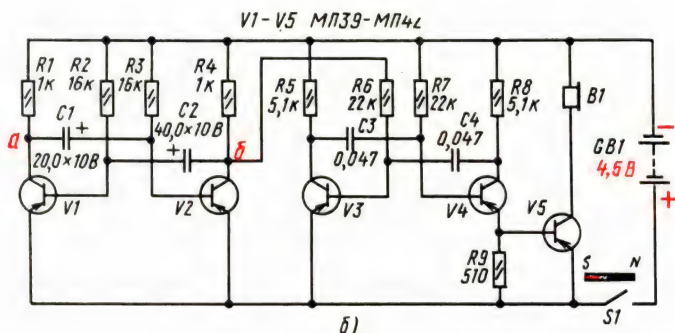 V1-V5 МП39-МП42
R1
1к
R2
16к
R3
16к
R4
1к
R5
5,1к
R6
22к
R7
22к
R8
5,1к
В1
C1
+
20,0×10В
C2
40,0×10В
+
а
б
C3
0,047
C4
0,047
GB1
4,5В
−
+
V1
V2
V3
V4
V5
R9
510
S
N
S1
б)